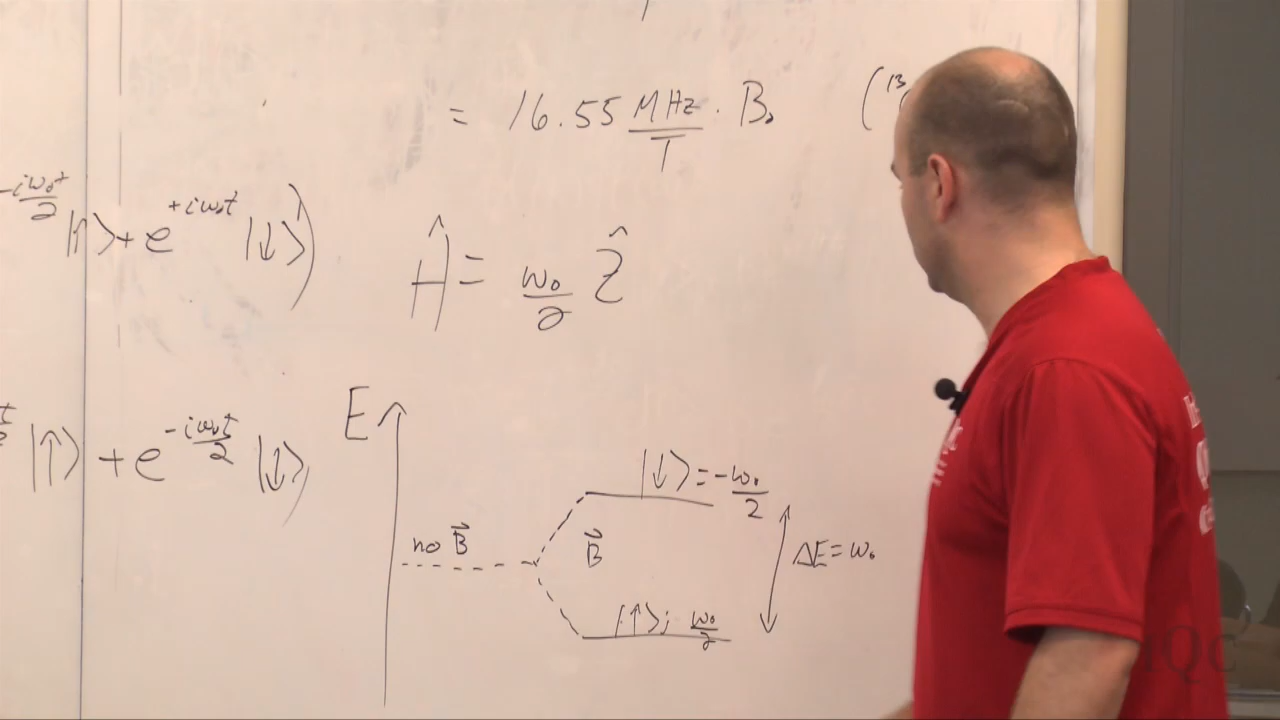 = 16.55 MHz/T · B₀ (13
-iω₀t/2 |↑⟩ + e^{+iω₀t} |↓⟩)
Ĥ = ω₀/2 Ẑ
|↑⟩ + e^{-iω₀t/2} |↓⟩
E
|↓⟩ = -ω₀/2
no B⃗
B⃗
ΔE = ω₀
|↑⟩; ω₀/2
IQC